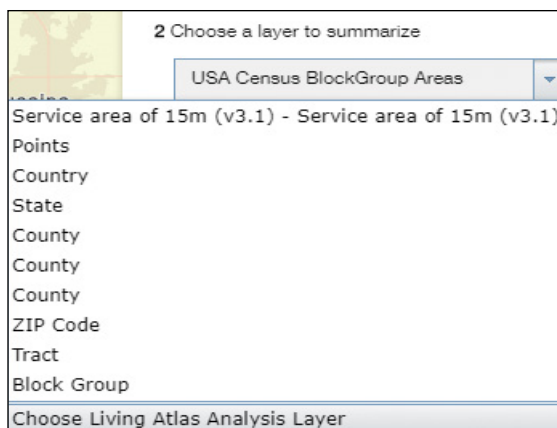 2 Choose a layer to summarize
USA Census BlockGroup Areas
Service area of 15m (v3.1) - Service area of 15m (v3.1)
Points
Country
State
County
County
County
ZIP Code
Tract
Block Group
Choose Living Atlas Analysis Layer